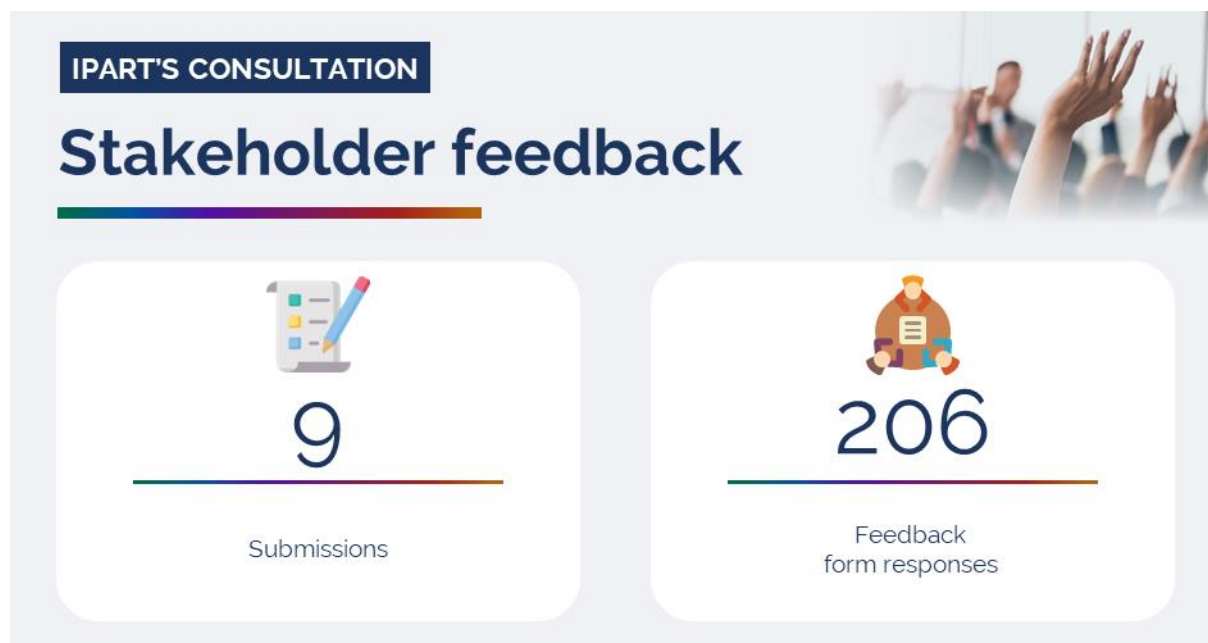 IPART'S CONSULTATION
Stakeholder feedback
9
Submissions
206
Feedback
form responses